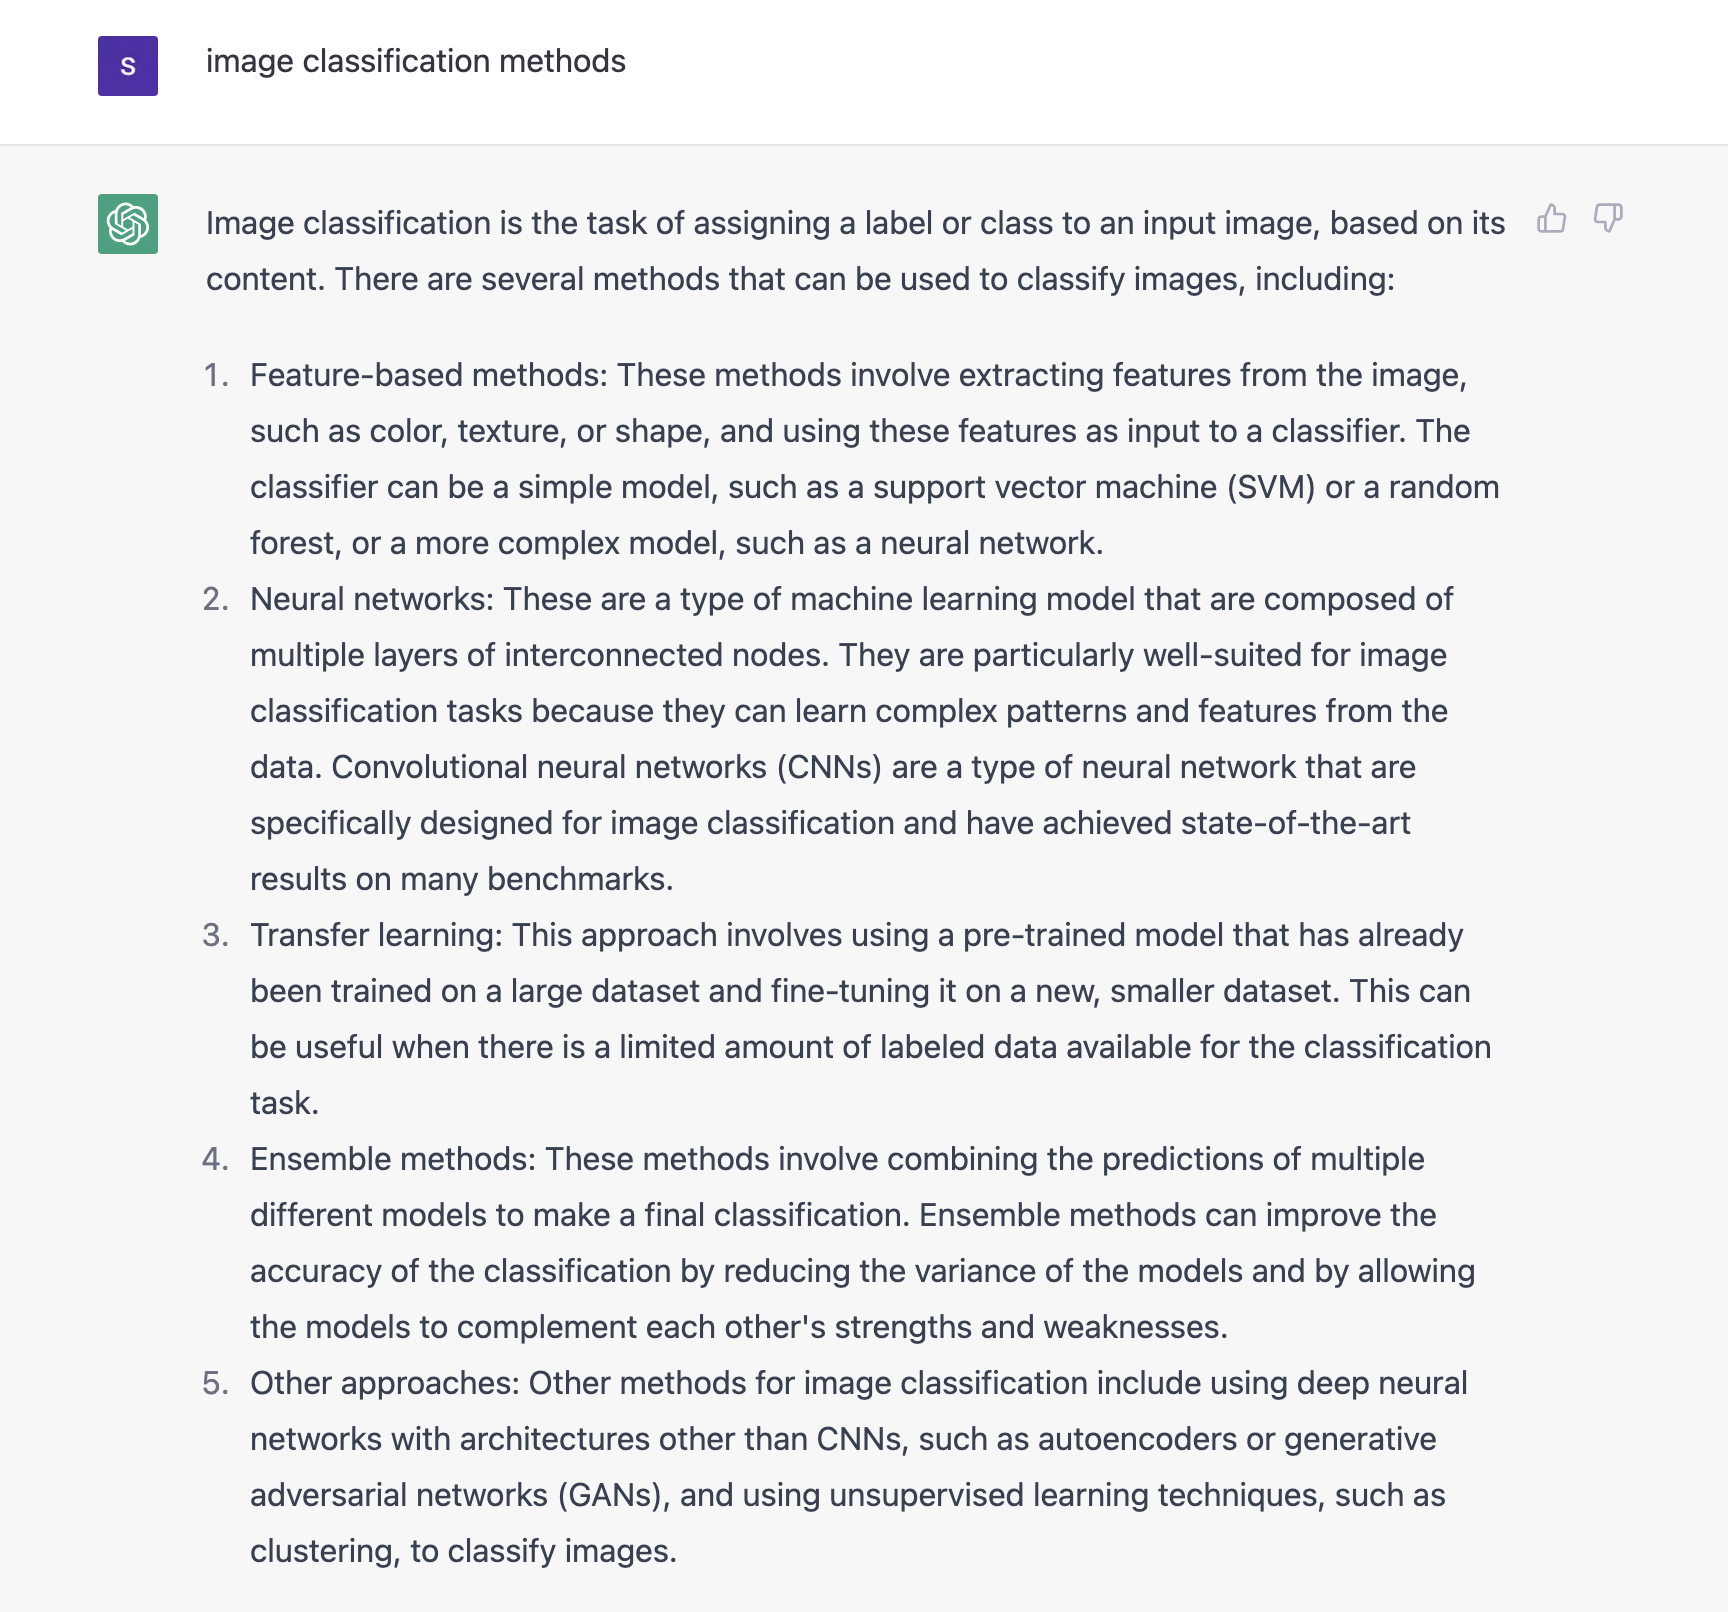 S
image classification methods
Image classification is the task of assigning a label or class to an input image, based on its
content. There are several methods that can be used to classify images, including:
1. Feature-based methods: These methods involve extracting features from the image,
such as color, texture, or shape, and using these features as input to a classifier. The
classifier can be a simple model, such as a support vector machine (SVM) or a random
forest, or a more complex model, such as a neural network.
2. Neural networks: These are a type of machine learning model that are composed of
multiple layers of interconnected nodes. They are particularly well-suited for image
classification tasks because they can learn complex patterns and features from the
data. Convolutional neural networks (CNNs) are a type of neural network that are
specifically designed for image classification and have achieved state-of-the-art
results on many benchmarks.
3. Transfer learning: This approach involves using a pre-trained model that has already
been trained on a large dataset and fine-tuning it on a new, smaller dataset. This can
be useful when there is a limited amount of labeled data available for the classification
task.
4. Ensemble methods: These methods involve combining the predictions of multiple
different models to make a final classification. Ensemble methods can improve the
accuracy of the classification by reducing the variance of the models and by allowing
the models to complement each other's strengths and weaknesses.
5. Other approaches: Other methods for image classification include using deep neural
networks with architectures other than CNNs, such as autoencoders or generative
adversarial networks (GANs), and using unsupervised learning techniques, such as
clustering, to classify images.